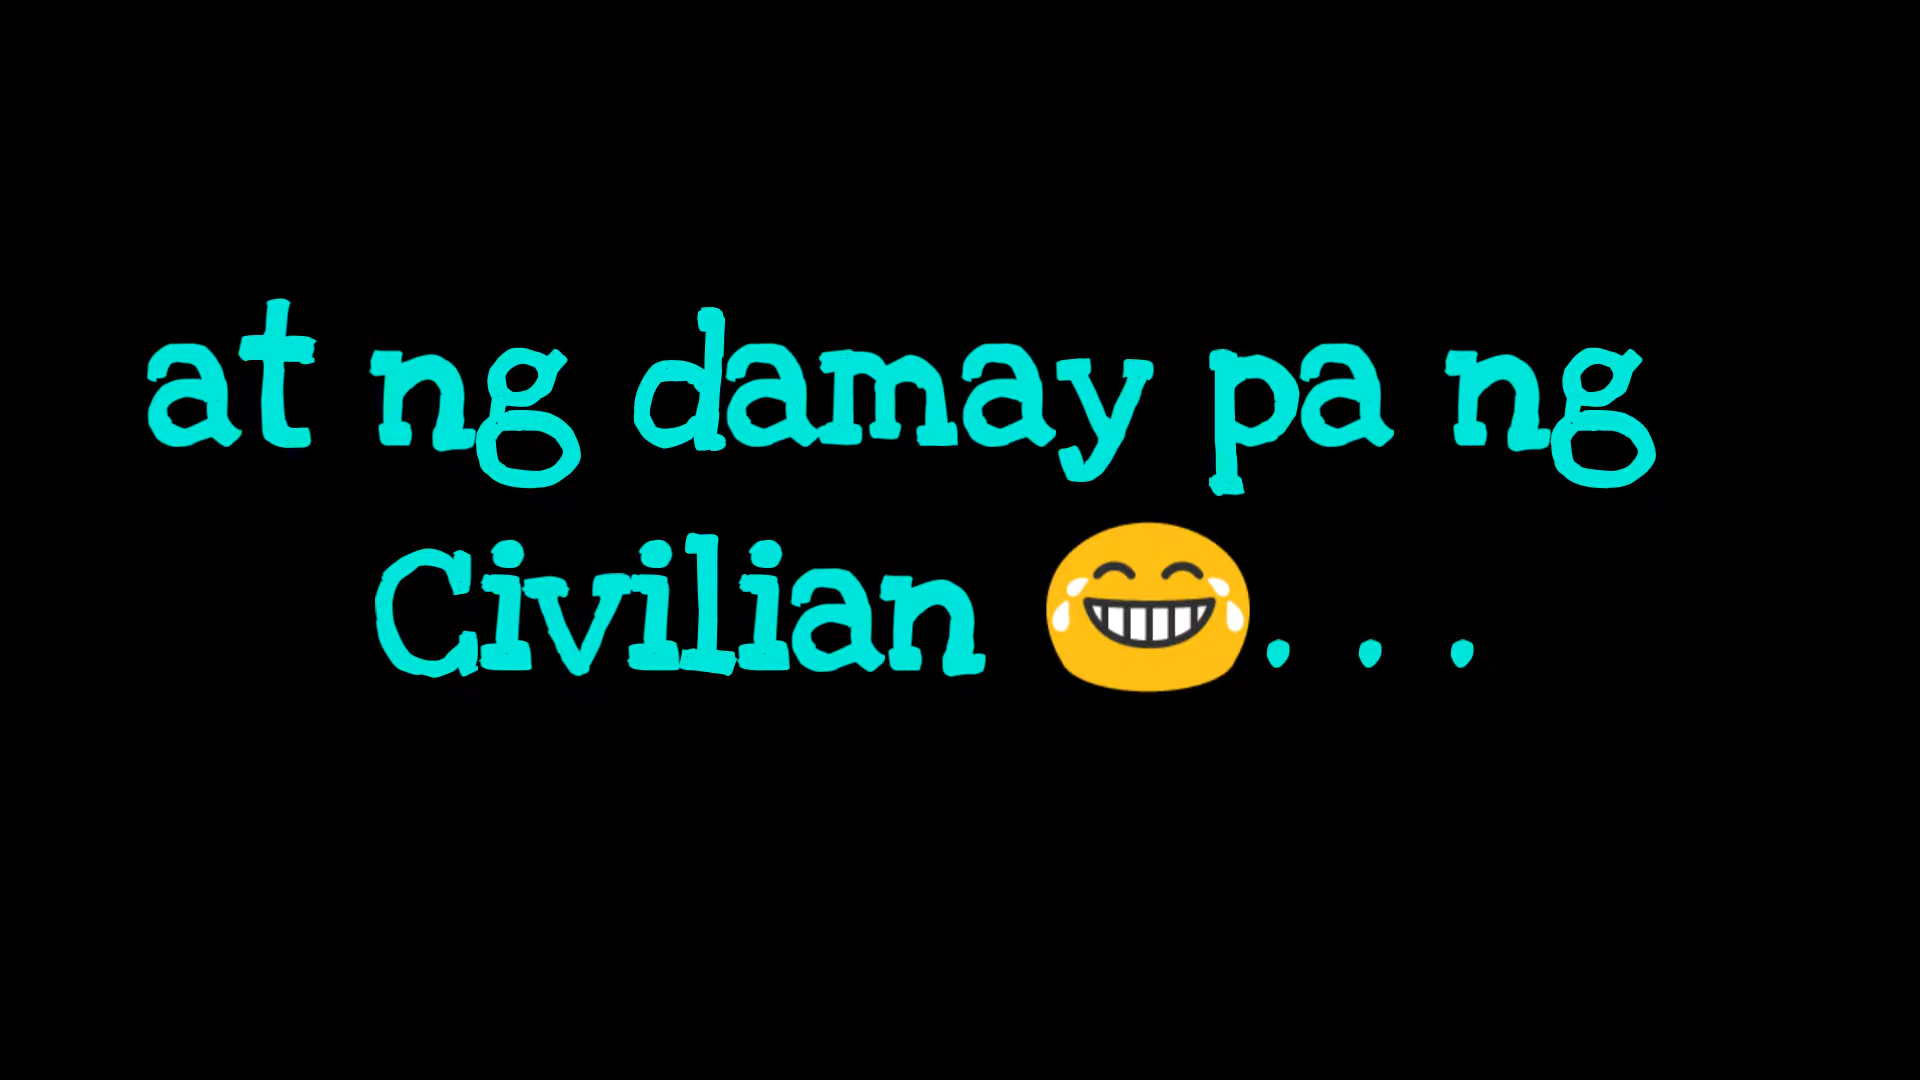 at ng damay pa ng
Civilian 😂. . .